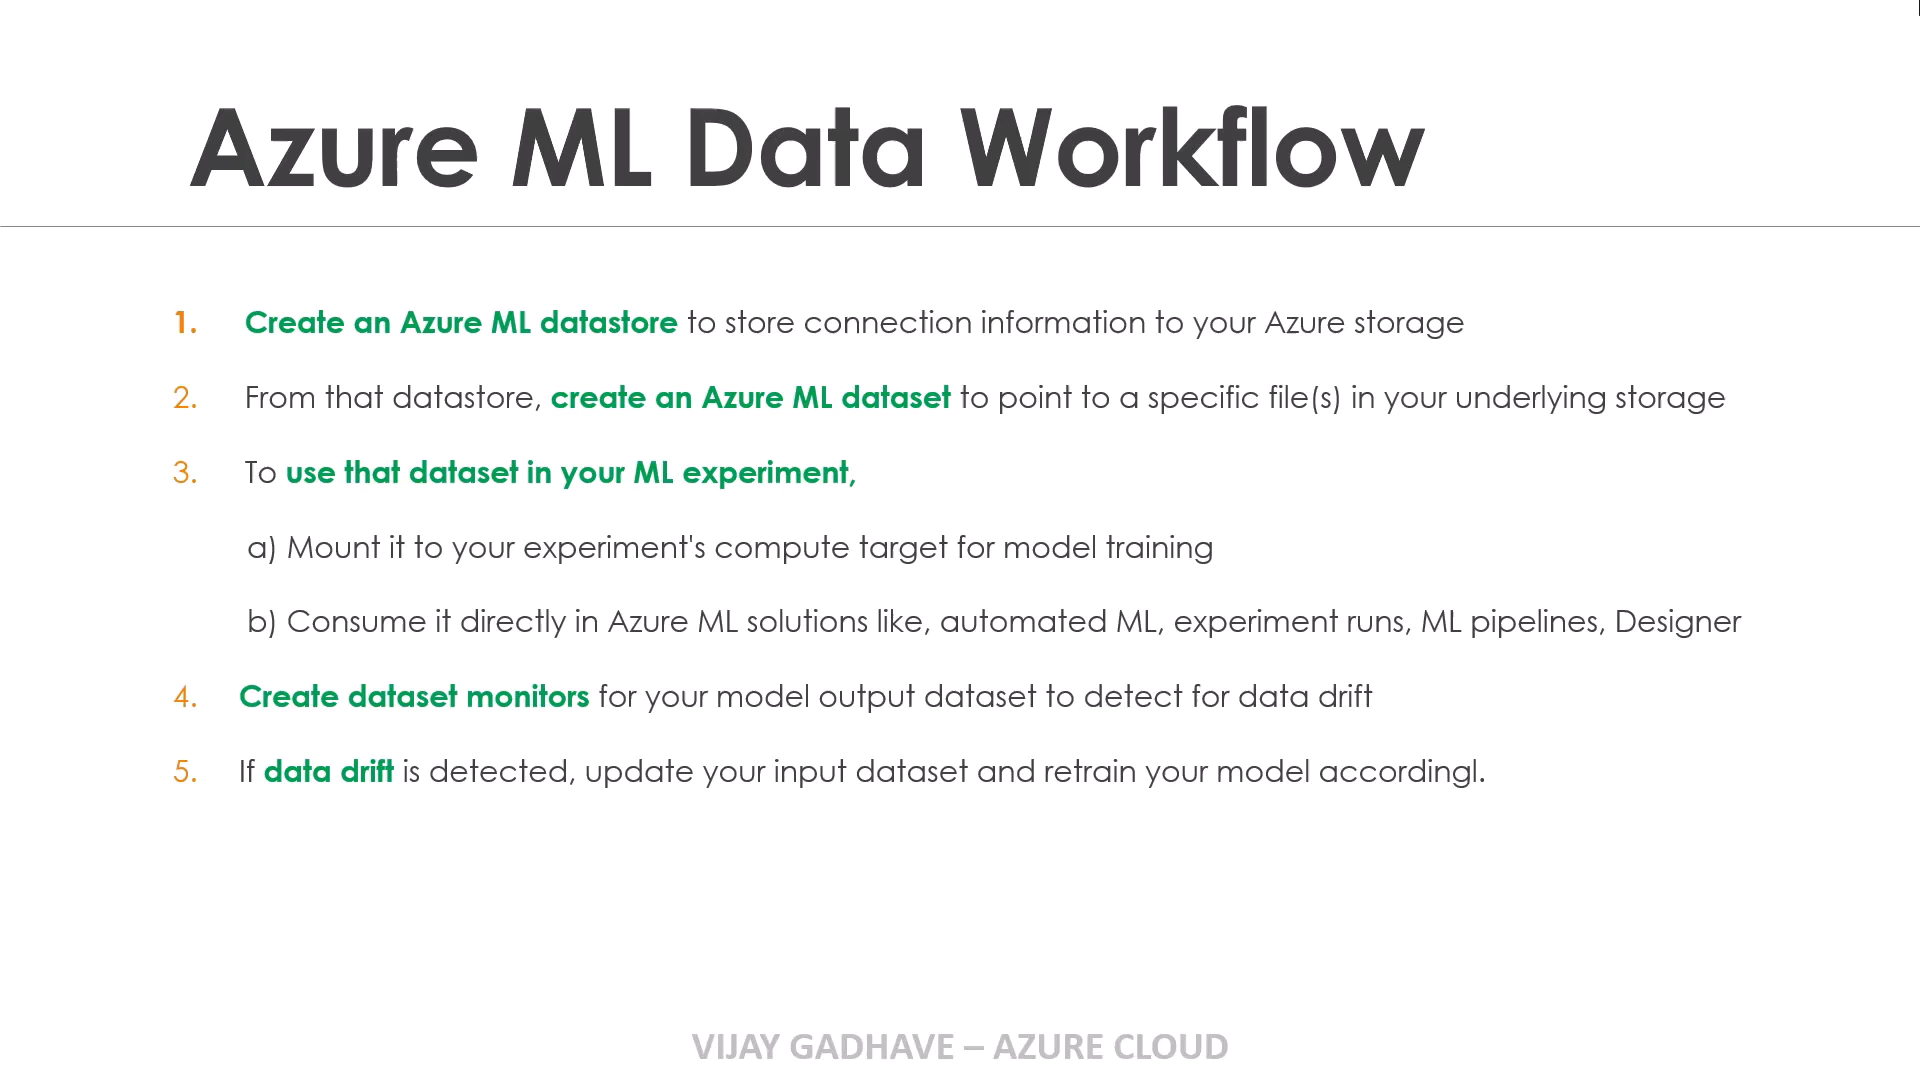 Azure ML Data Workflow
1. Create an Azure ML datastore to store connection information to your Azure storage
2. From that datastore, create an Azure ML dataset to point to a specific file(s) in your underlying storage
3. To use that dataset in your ML experiment,
a) Mount it to your experiment's compute target for model training
b) Consume it directly in Azure ML solutions like, automated ML, experiment runs, ML pipelines, Designer
4. Create dataset monitors for your model output dataset to detect for data drift
5. If data drift is detected, update your input dataset and retrain your model accordingl.
VIJAY GADHAVE – AZURE CLOUD